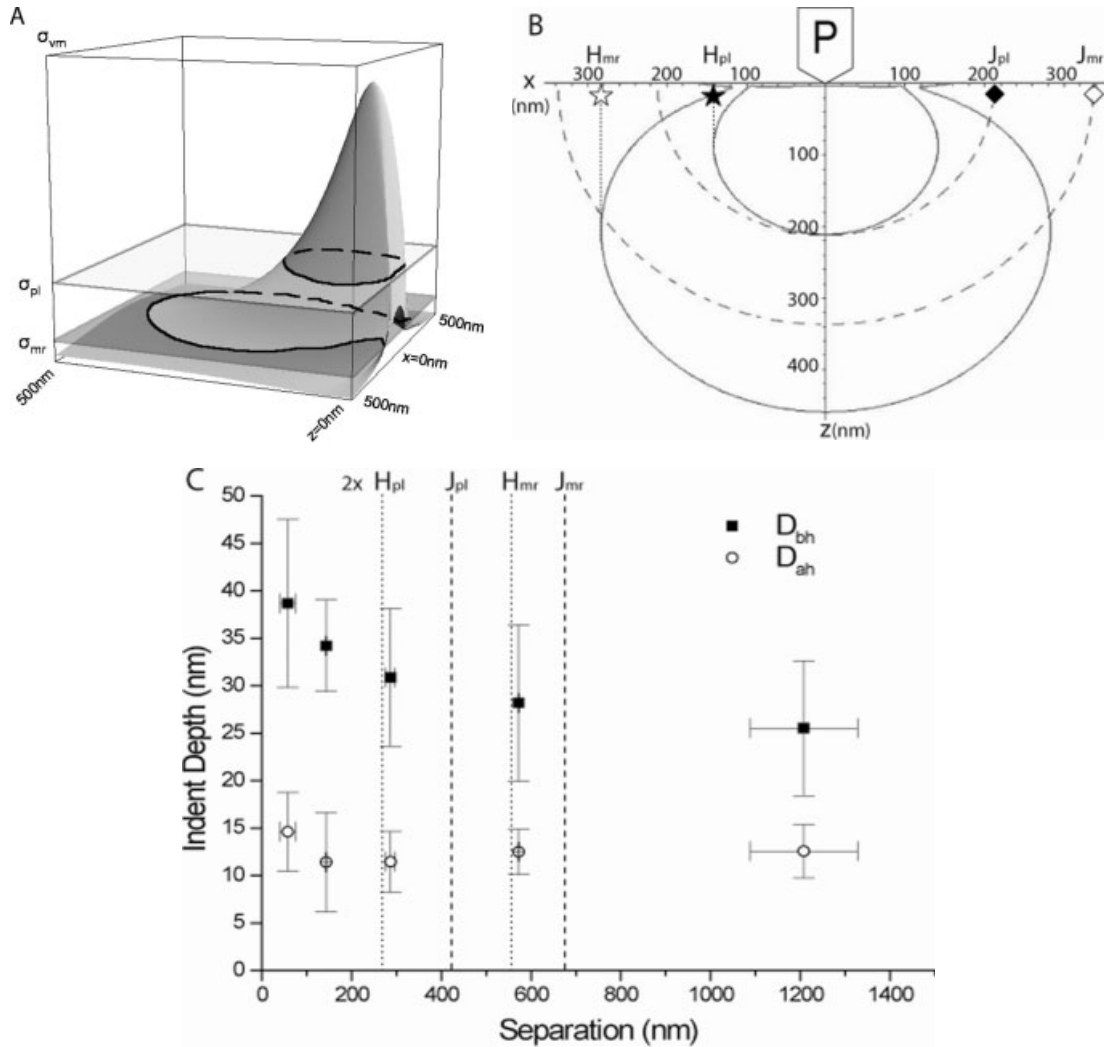 A
σvm
σpl
σmr
500nm
z=0nm
500nm
x=0nm
500nm
B
P
Hmr
Hpl
Jpl
Jmr
300
200
100
100
200
300
x
(nm)
100
200
300
400
z(nm)
C
2x
Hpl
Jpl
Hmr
Jmr
Dbh
Dah
50
45
40
35
30
25
20
15
10
5
0
Indent Depth (nm)
0
200
400
600
800
1000
1200
1400
Separation (nm)